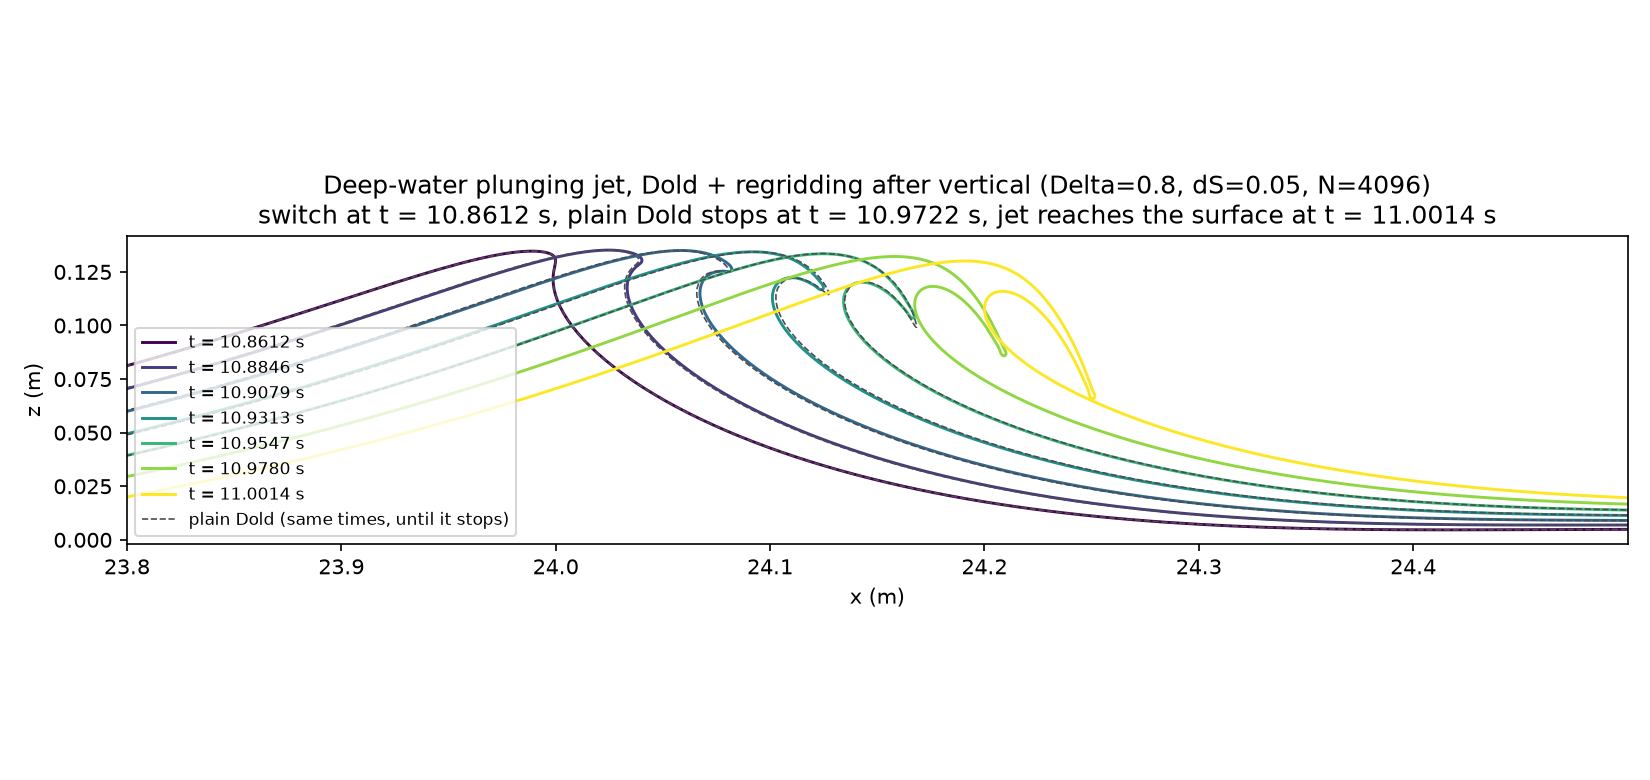 Deep-water plunging jet, Dold + regridding after vertical (Delta=0.8, dS=0.05, N=4096)
switch at t = 10.8612 s, plain Dold stops at t = 10.9722 s, jet reaches the surface at t = 11.0014 s
z (m)
0.125
0.100
0.075
0.050
0.025
0.000
t = 10.8612 s
t = 10.8846 s
t = 10.9079 s
t = 10.9313 s
t = 10.9547 s
t = 10.9780 s
t = 11.0014 s
plain Dold (same times, until it stops)
23.8 23.9 24.0 24.1 24.2 24.3 24.4
x (m)